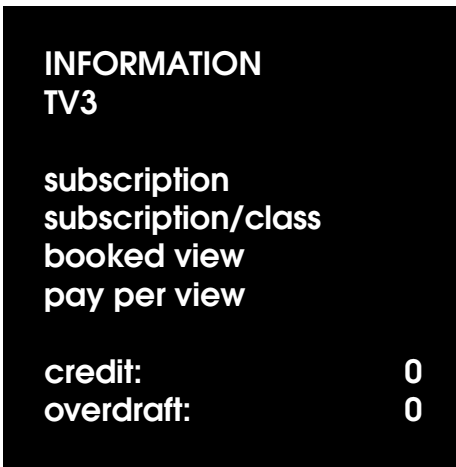 INFORMATION
TV3
subscription
subscription/class
booked view
pay per view
credit: 0
overdraft: 0